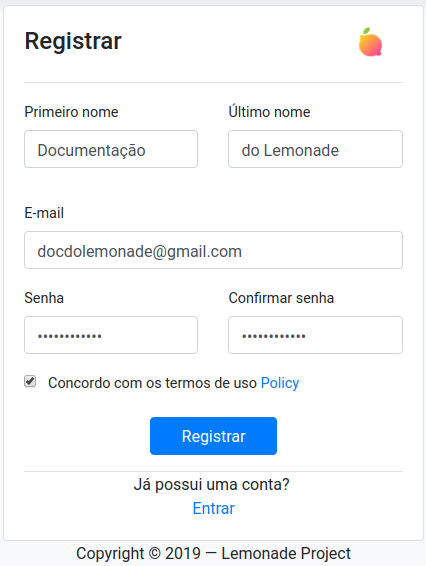 Registrar
Primeiro nome Último nome
Documentação do Lemonade
E-mail
docdolemonade@gmail.com
Senha Confirmar senha
•••••••••••• ••••••••••••
Concordo com os termos de uso Policy
Registrar
Já possui uma conta?
Entrar
Copyright © 2019 — Lemonade Project